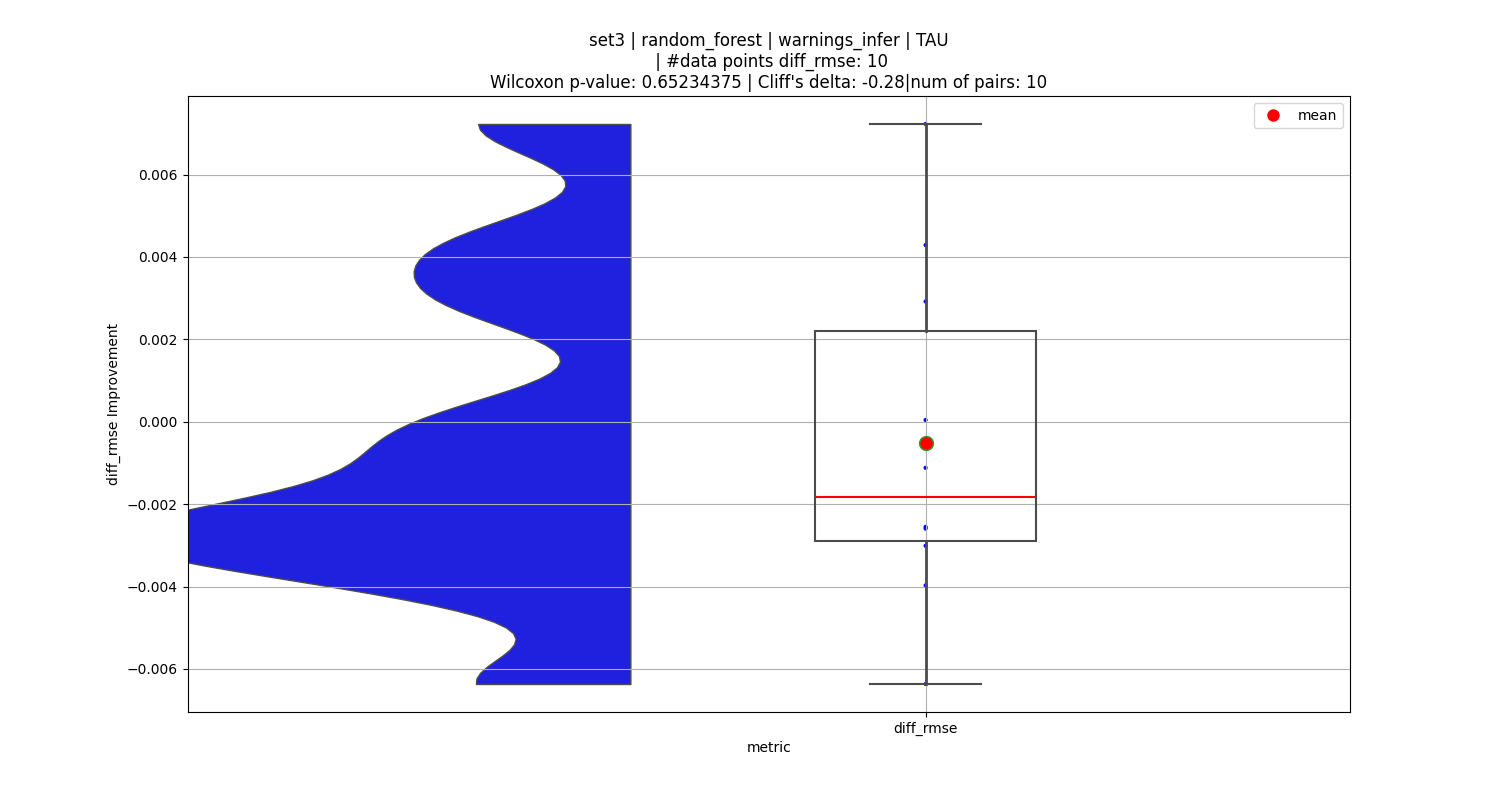 set3 | random_forest | warnings_infer | TAU
| #data points diff_rmse: 10
Wilcoxon p-value: 0.65234375 | Cliff's delta: -0.28|num of pairs: 10
mean
0.006
0.004
0.002
0.000
−0.002
−0.004
−0.006
diff_rmse Improvement
diff_rmse
metric